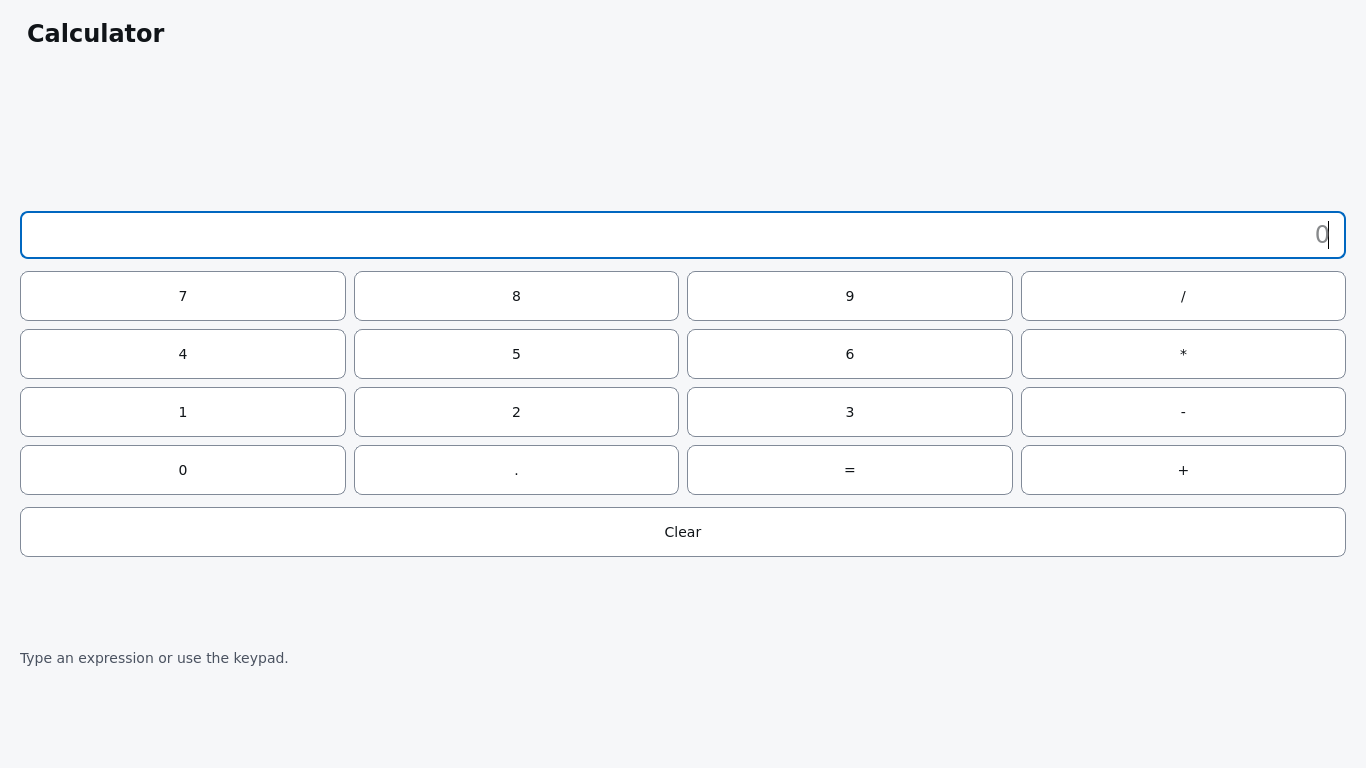 Calculator
0
7 8 9 /
4 5 6 *
1 2 3 -
0 . = +
Clear
Type an expression or use the keypad.